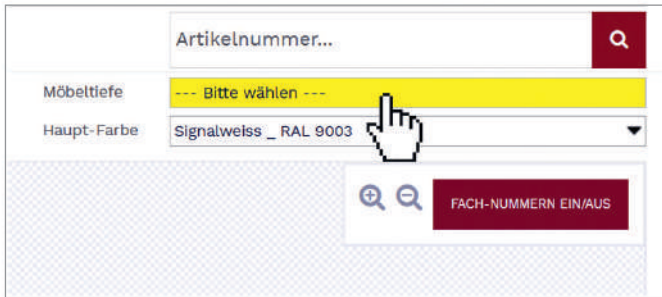 Artikelnummer...
Möbeltiefe --- Bitte wählen ---
Haupt-Farbe Signalweiss _ RAL 9003
FACH-NUMMERN EIN/AUS